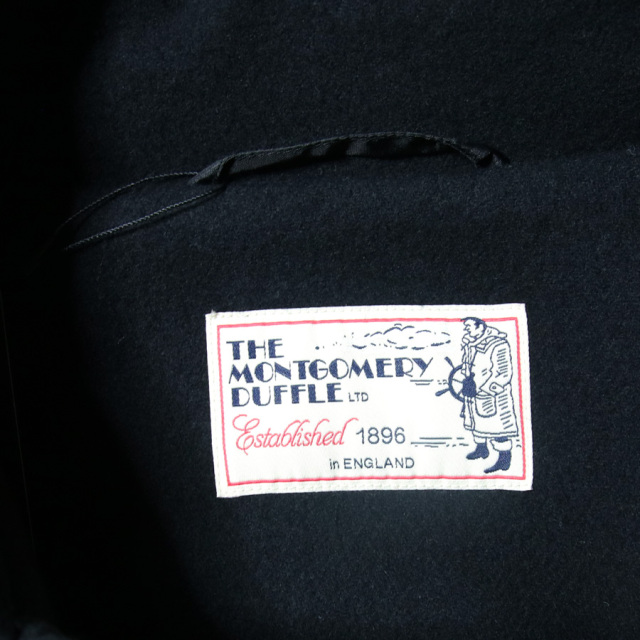 THE
MONTGOMERY
DUFFLE LTD
Established 1896
in ENGLAND